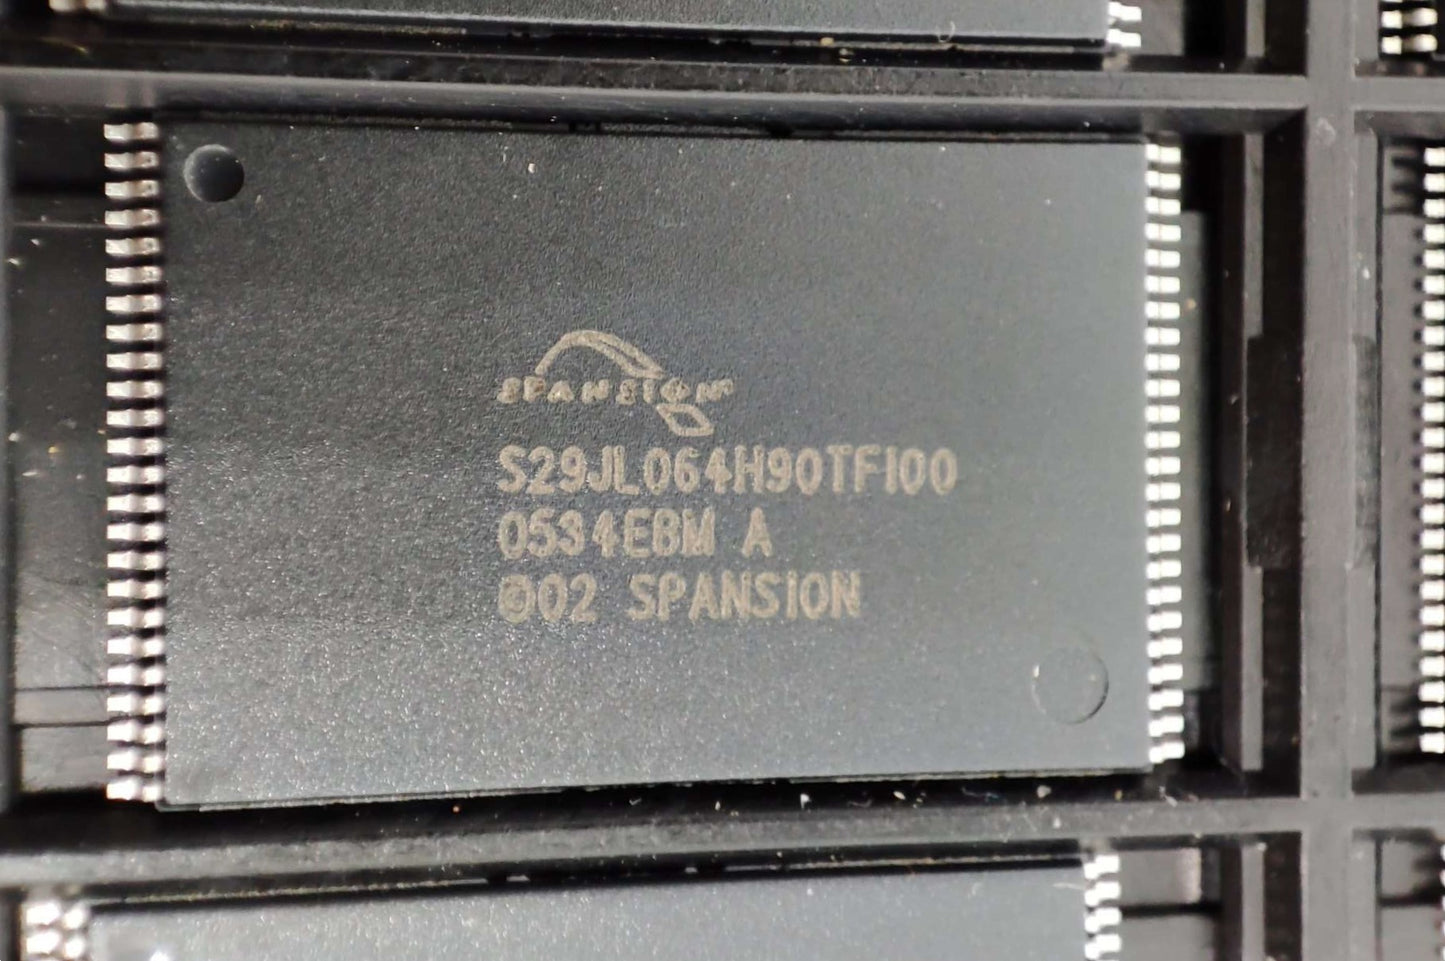 SPANSION
S29JL064H90TFI00
0534EBM A
©02 SPANSION